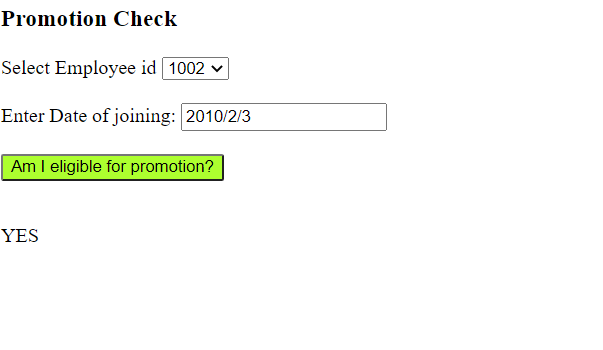 Promotion Check
Select Employee id 1002
Enter Date of joining: 2010/2/3
Am I eligible for promotion?
YES